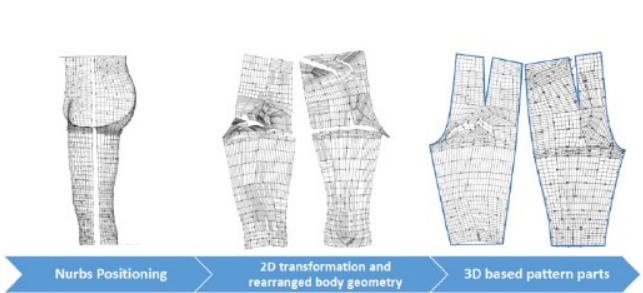 Nurbs Positioning
2D transformation and
rearranged body geometry
3D based pattern parts